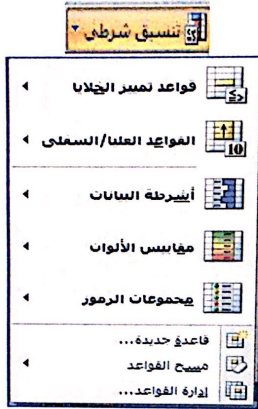 تنسيق شرطي
قواعد تمييز الخلايا
القواعد العليا/السفلى
أشرطة البيانات
مقاييس الألوان
مجموعات الرموز
قاعدة جديدة...
مسح القواعد
إدارة القواعد...